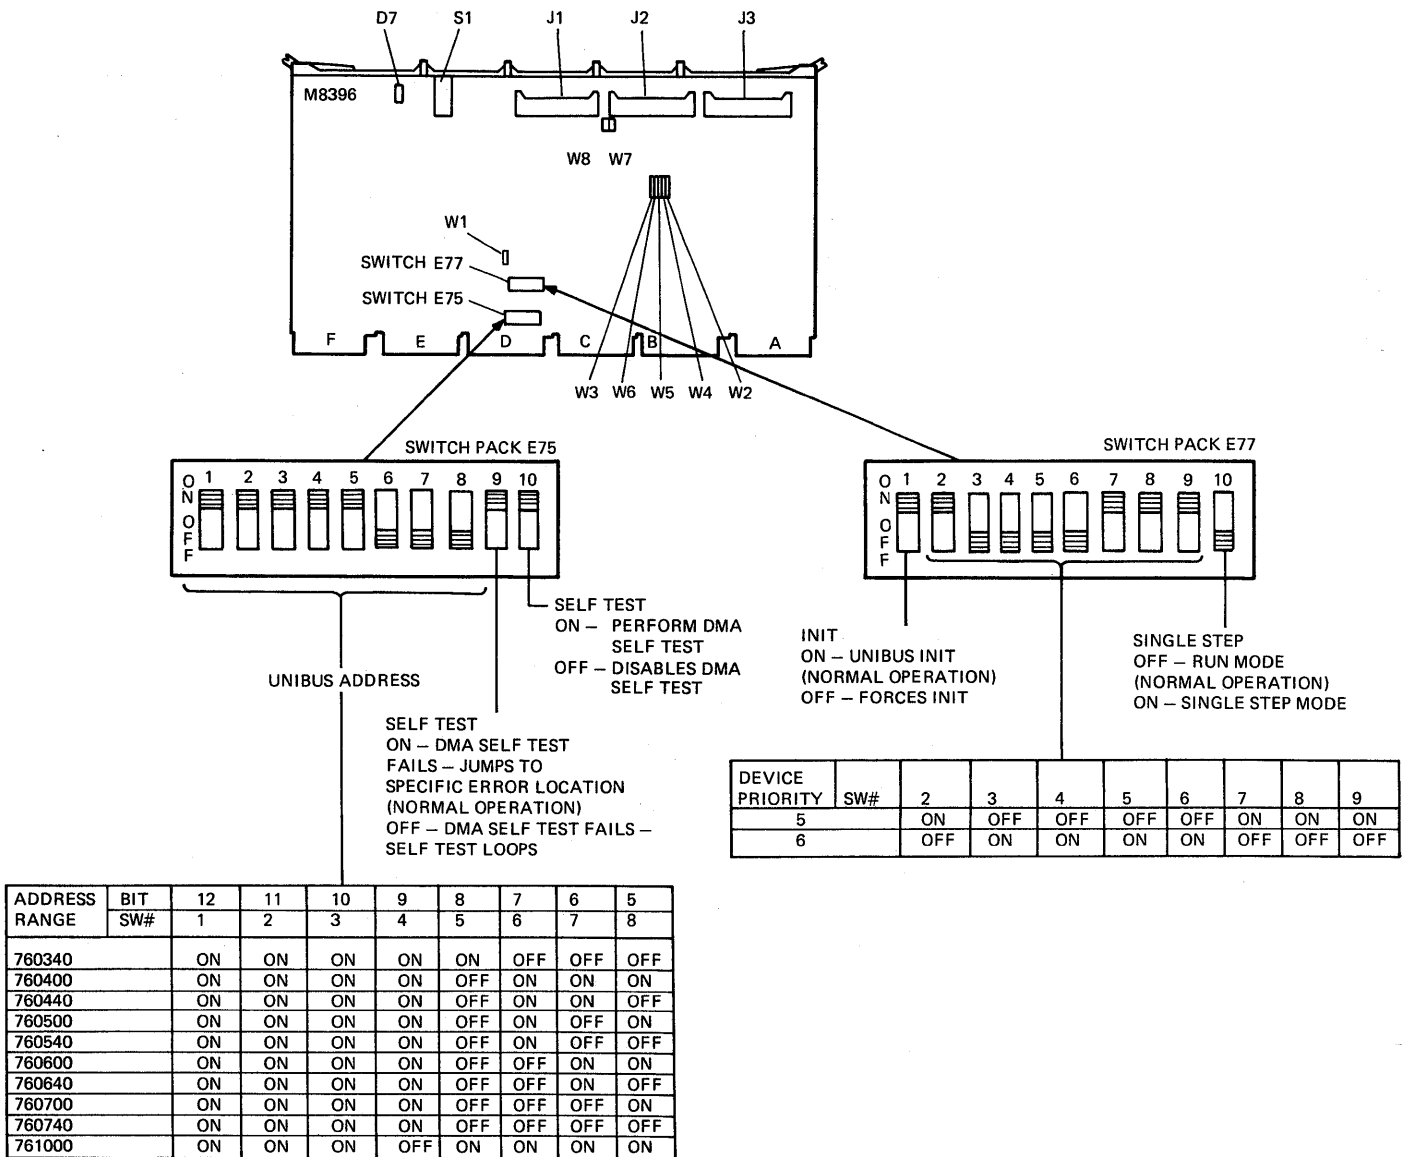 D7 S1 J1 J2 J3
M8396
W8 W7
W1
SWITCH E77
SWITCH E75
F E D C B A
W3 W6 W5 W4 W2
SWITCH PACK E75
ON OFF
1 2 3 4 5 6 7 8 9 10
UNIBUS ADDRESS
SELF TEST
ON – PERFORM DMA
SELF TEST
OFF – DISABLES DMA
SELF TEST
SELF TEST
ON – DMA SELF TEST
FAILS – JUMPS TO
SPECIFIC ERROR LOCATION
(NORMAL OPERATION)
OFF – DMA SELF TEST FAILS –
SELF TEST LOOPS
SWITCH PACK E77
ON OFF
1 2 3 4 5 6 7 8 9 10
INIT
ON – UNIBUS INIT
(NORMAL OPERATION)
OFF – FORCES INIT
SINGLE STEP
OFF – RUN MODE
(NORMAL OPERATION)
ON – SINGLE STEP MODE
DEVICE
PRIORITY SW# 2 3 4 5 6 7 8 9
5 ON OFF OFF OFF OFF ON ON ON
6 OFF ON ON ON ON OFF OFF OFF
ADDRESS BIT 12 11 10 9 8 7 6 5
RANGE SW# 1 2 3 4 5 6 7 8
760340 ON ON ON ON ON OFF OFF OFF
760400 ON ON ON ON OFF ON ON ON
760440 ON ON ON ON OFF ON ON OFF
760500 ON ON ON ON OFF ON OFF ON
760540 ON ON ON ON OFF ON OFF OFF
760600 ON ON ON ON OFF OFF ON ON
760640 ON ON ON ON OFF OFF ON OFF
760700 ON ON ON ON OFF OFF OFF ON
760740 ON ON ON ON OFF OFF OFF OFF
761000 ON ON ON OFF ON ON ON ON